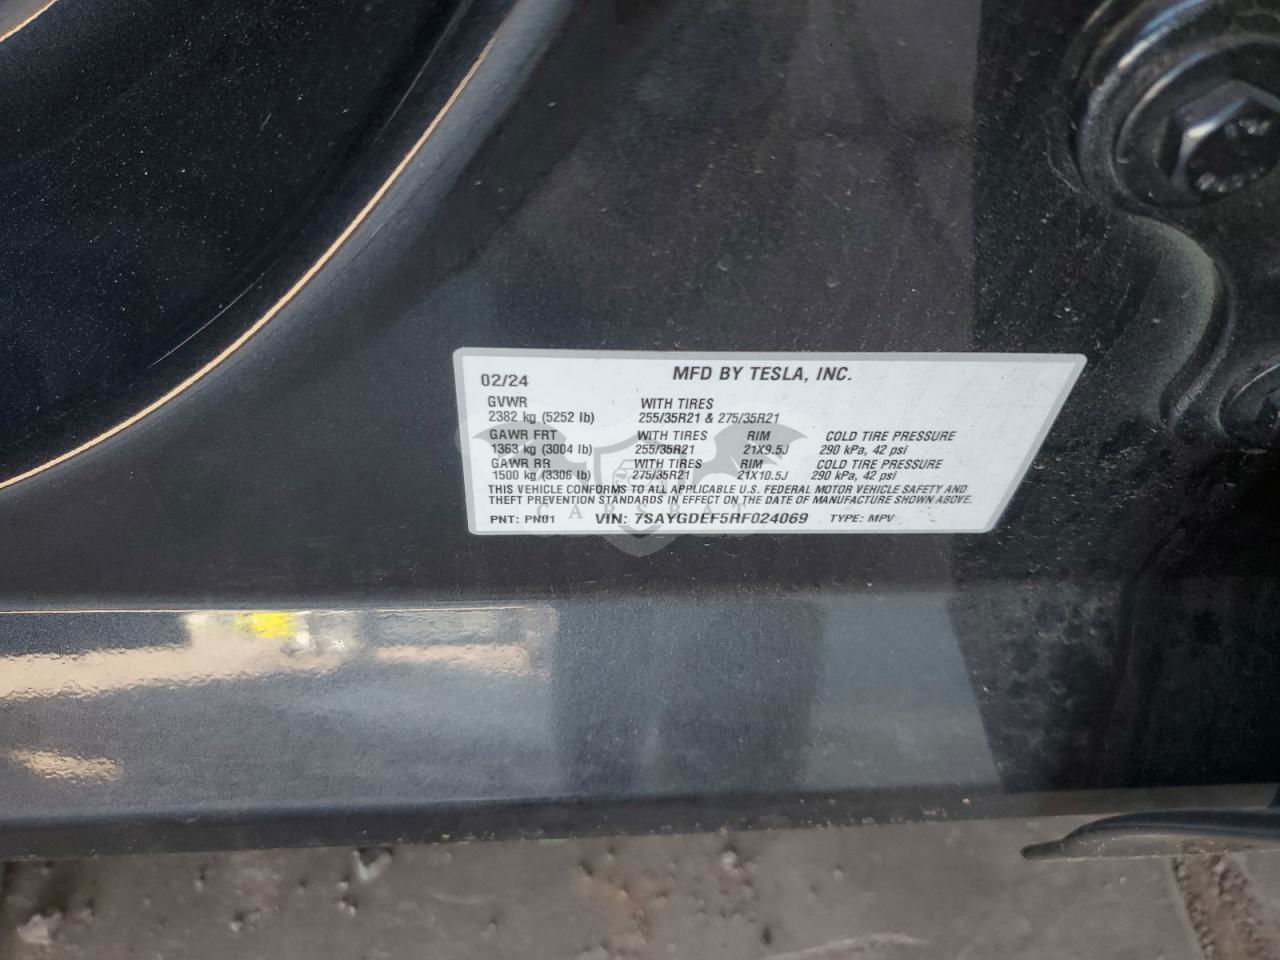 02/24 MFD BY TESLA, INC.
GVWR WITH TIRES
2382 kg (5252 lb) 255/35R21 & 275/35R21
GAWR FRT WITH TIRES RIM COLD TIRE PRESSURE
1363 kg (3004 lb) 255/35R21 21X9.5J 290 kPa, 42 psi
GAWR RR WITH TIRES RIM COLD TIRE PRESSURE
1500 kg (3306 lb) 275/35R21 21X10.5J 290 kPa, 42 psi
THIS VEHICLE CONFORMS TO ALL APPLICABLE U.S. FEDERAL MOTOR VEHICLE SAFETY AND
THEFT PREVENTION STANDARDS IN EFFECT ON THE DATE OF MANUFACTURE SHOWN ABOVE.
CARSBAT
PNT: PN01 VIN: 7SAYGDEF5RF024069 TYPE: MPV